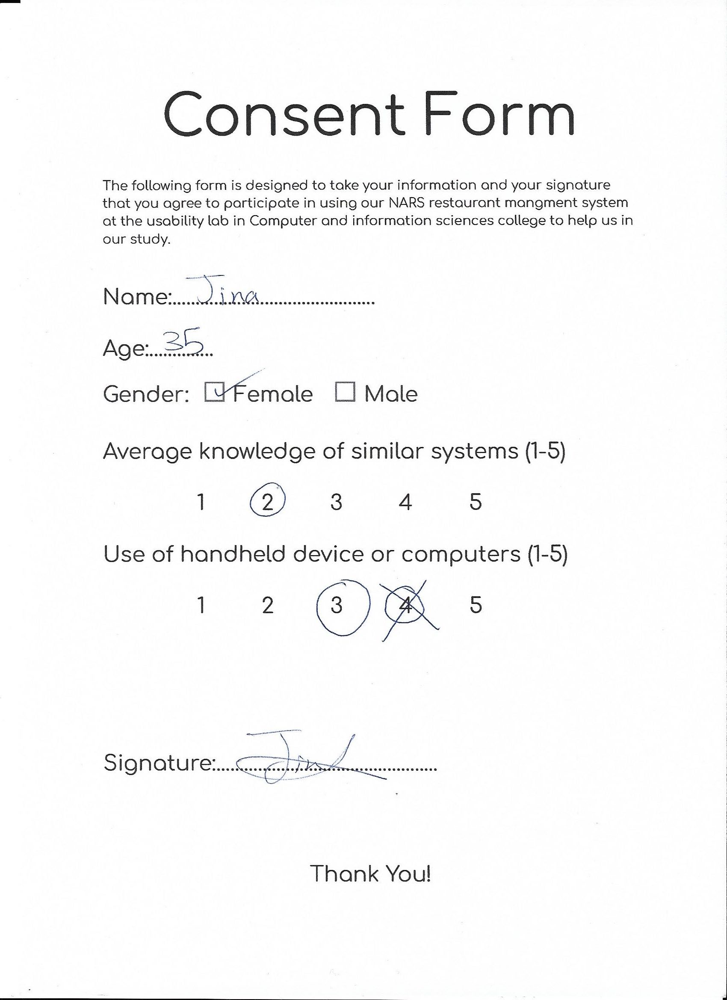 Consent Form
The following form is designed to take your information and your signature
that you agree to participate in using our NARS restaurant mangment system
at the usability lab in Computer and information sciences college to help us in
our study.
Name:.....Jina.....
Age:.....35.....
Gender: ☑ Female ☐ Male
Average knowledge of similar systems (1-5)
1 2 3 4 5
Use of handheld device or computers (1-5)
1 2 3 4 5
Signature:.....Jina.....
Thank You!